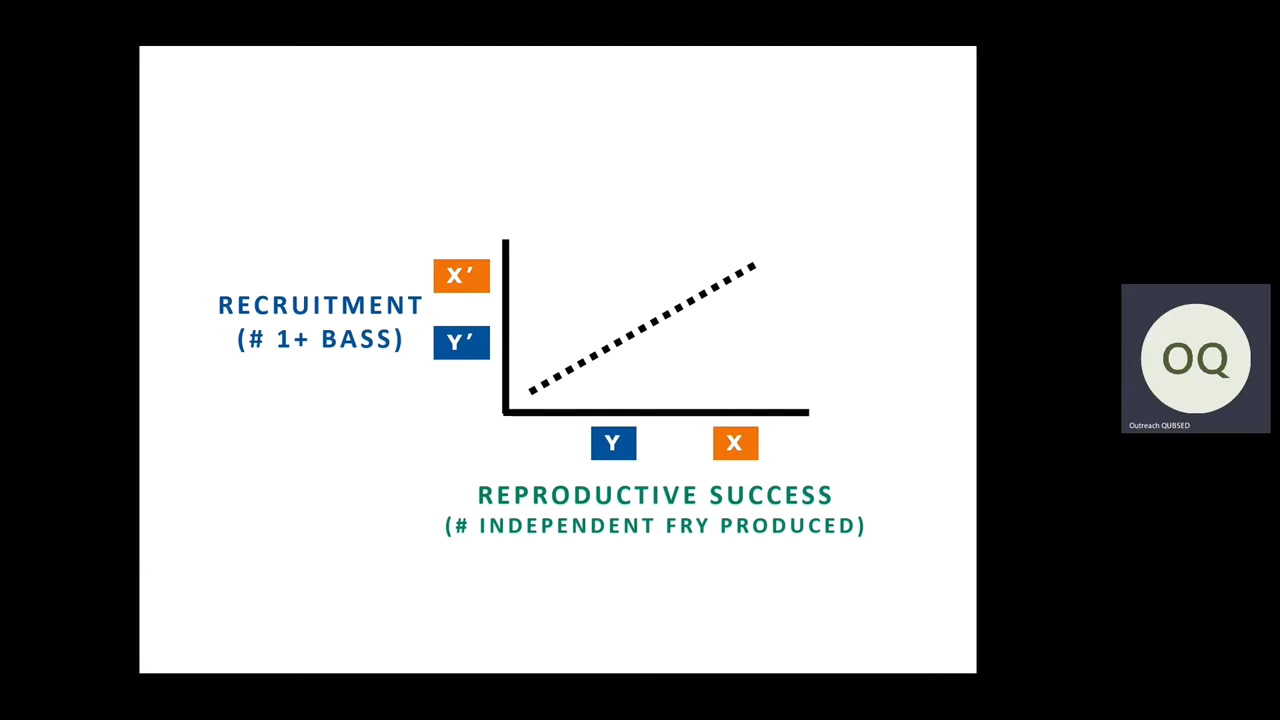 X′
RECRUITMENT
(# 1+ BASS)
Y′
Y
X
REPRODUCTIVE SUCCESS
(# INDEPENDENT FRY PRODUCED)
OQ
Outreach QUBSED